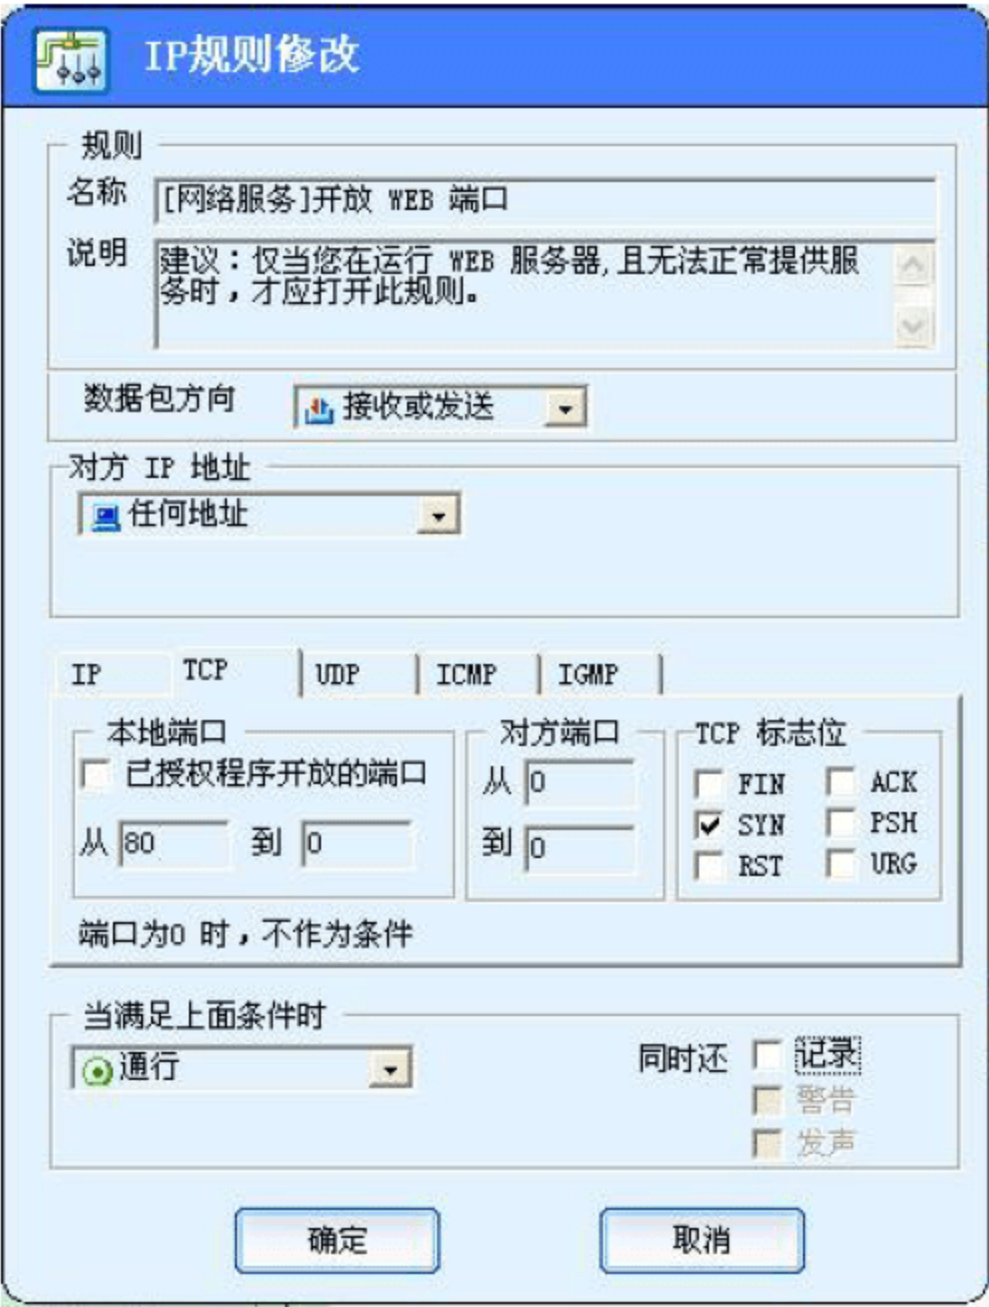 IP规则修改
规则
名称 [网络服务]开放 WEB 端口
说明 建议：仅当您在运行 WEB 服务器,且无法正常提供服
务时，才应打开此规则。
数据包方向 接收或发送
对方 IP 地址
任何地址
IP TCP UDP ICMP IGMP
本地端口 对方端口 TCP 标志位
已授权程序开放的端口 从 0 FIN ACK
从 80 到 0 到 0 SYN PSH
RST URG
端口为0 时，不作为条件
当满足上面条件时
通行 同时还 记录
警告
发声
确定 取消